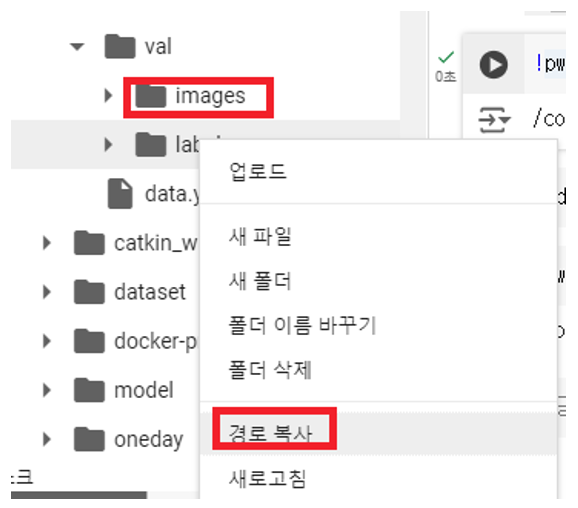 val
images
업로드
data.y
새 파일
catkin_w
새 폴더
dataset
폴더 이름 바꾸기
docker-p
폴더 삭제
model
경로 복사
oneday
새로고침
스크
0초
!pw
/co